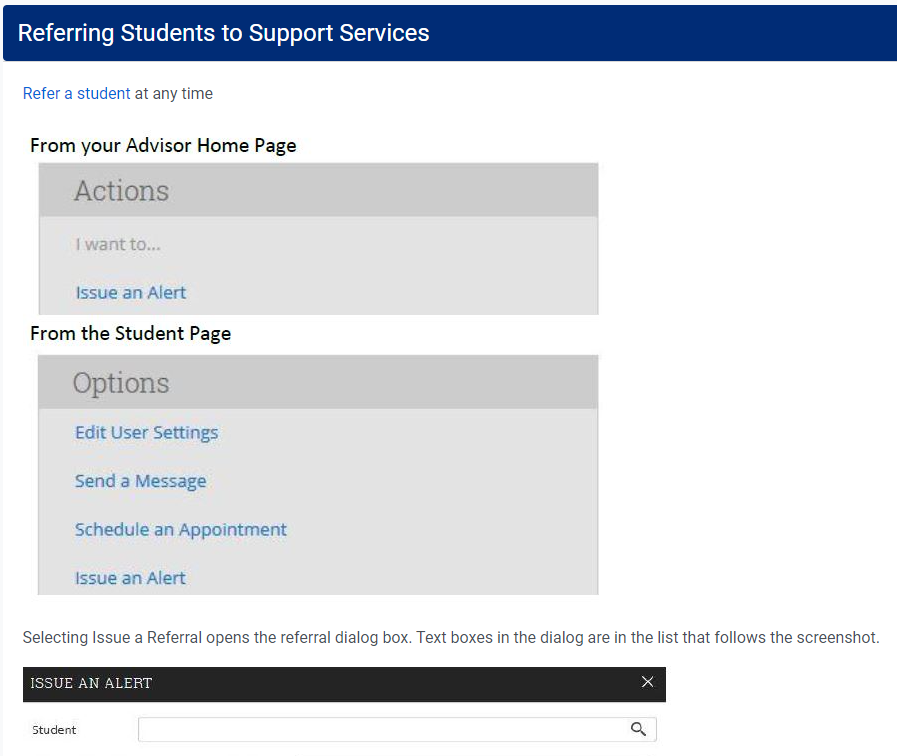 Referring Students to Support Services
Refer a student at any time
From your Advisor Home Page
Actions
I want to...
Issue an Alert
From the Student Page
Options
Edit User Settings
Send a Message
Schedule an Appointment
Issue an Alert
Selecting Issue a Referral opens the referral dialog box. Text boxes in the dialog are in the list that follows the screenshot.
ISSUE AN ALERT
Student